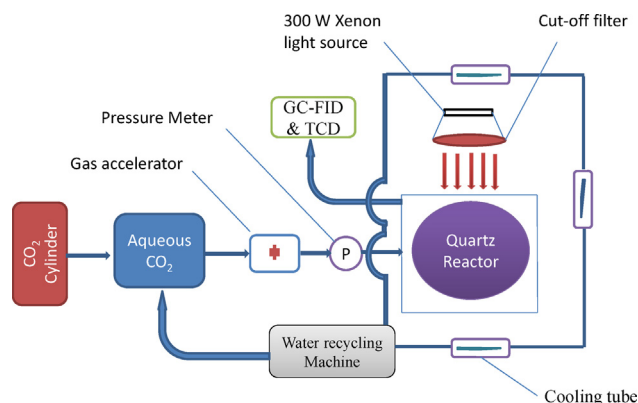 300 W Xenon
light source
Cut-off filter
GC-FID
& TCD
Pressure Meter
Gas accelerator
CO2
Cylinder
Aqueous
CO2
P
Quartz
Reactor
Water recycling
Machine
Cooling tube